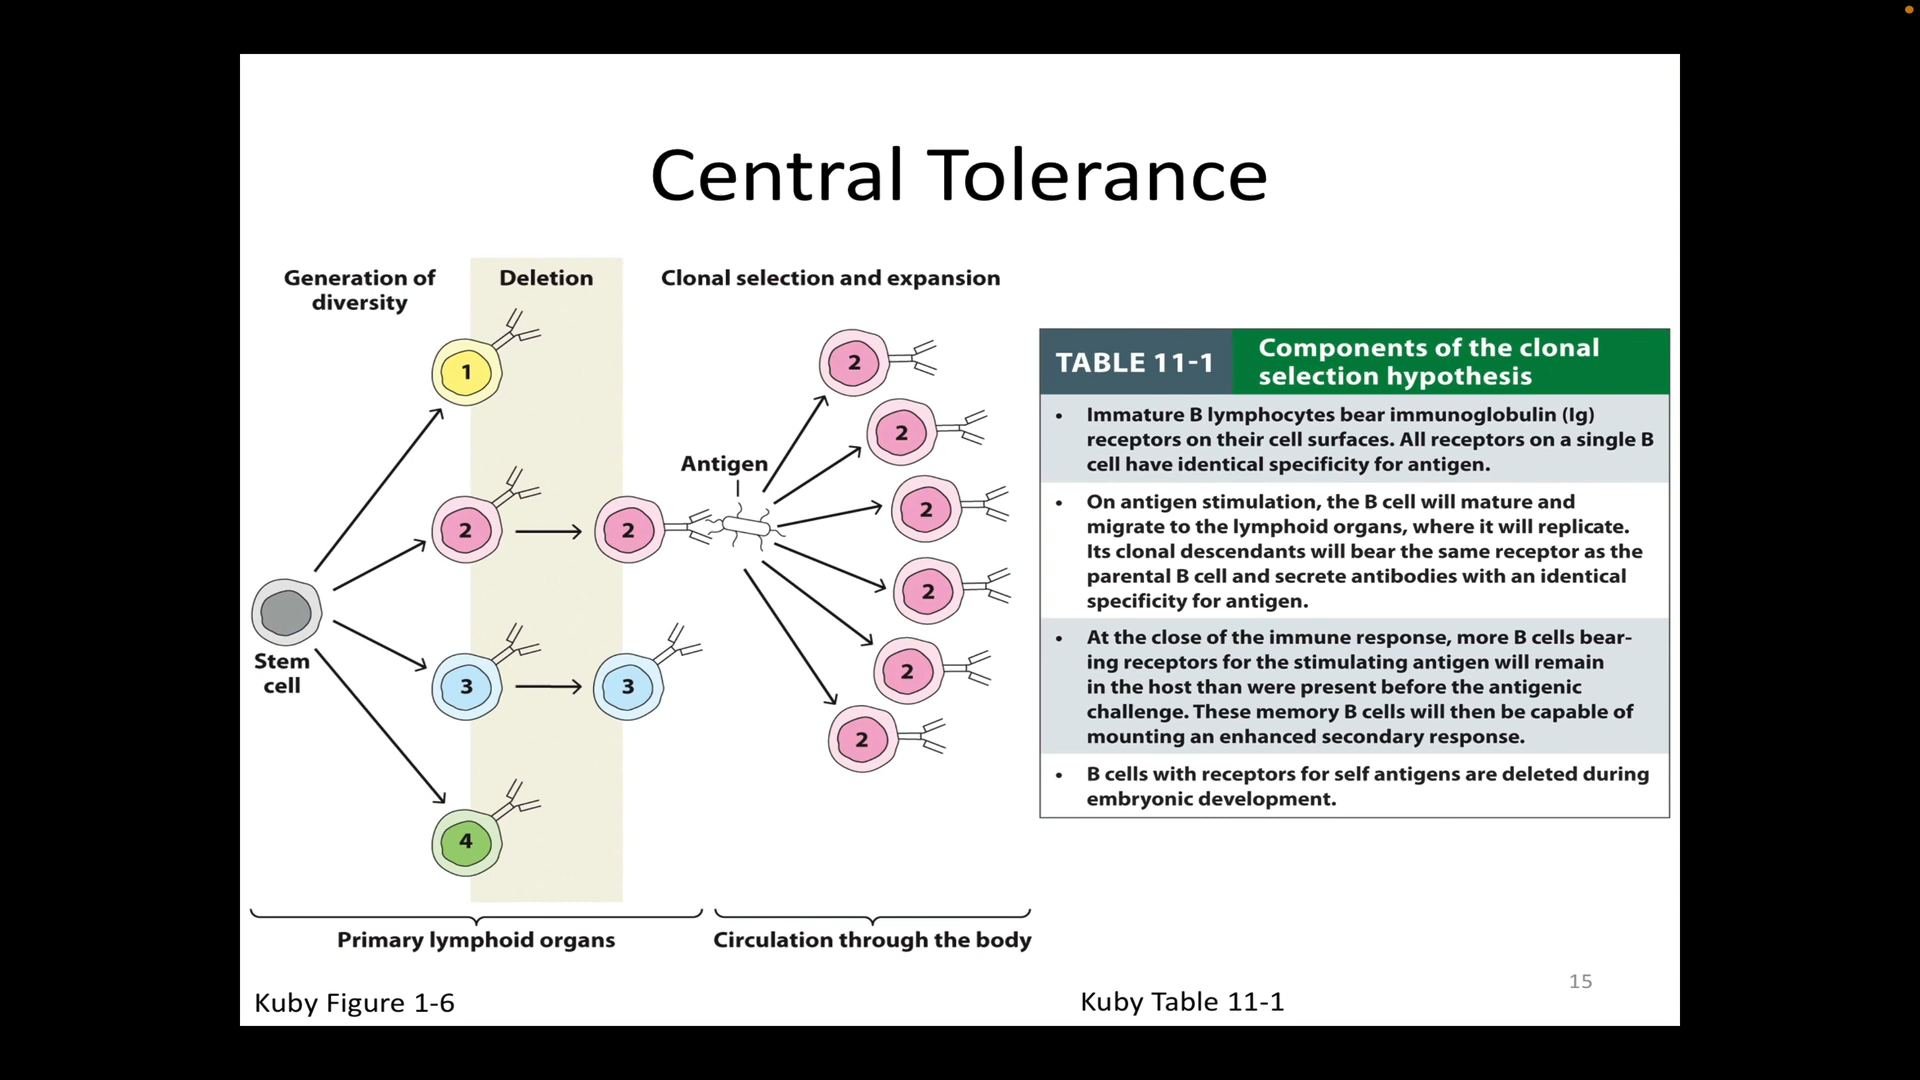 Central Tolerance
Generation of
diversity
Deletion
Clonal selection and expansion
1
2
3
4
Stem
cell
2
3
Antigen
2
2
2
2
2
2
Primary lymphoid organs
Circulation through the body
Kuby Figure 1-6
TABLE 11-1
Components of the clonal
selection hypothesis
• Immature B lymphocytes bear immunoglobulin (Ig)
receptors on their cell surfaces. All receptors on a single B
cell have identical specificity for antigen.
• On antigen stimulation, the B cell will mature and
migrate to the lymphoid organs, where it will replicate.
Its clonal descendants will bear the same receptor as the
parental B cell and secrete antibodies with an identical
specificity for antigen.
• At the close of the immune response, more B cells bear-
ing receptors for the stimulating antigen will remain
in the host than were present before the antigenic
challenge. These memory B cells will then be capable of
mounting an enhanced secondary response.
• B cells with receptors for self antigens are deleted during
embryonic development.
Kuby Table 11-1
15